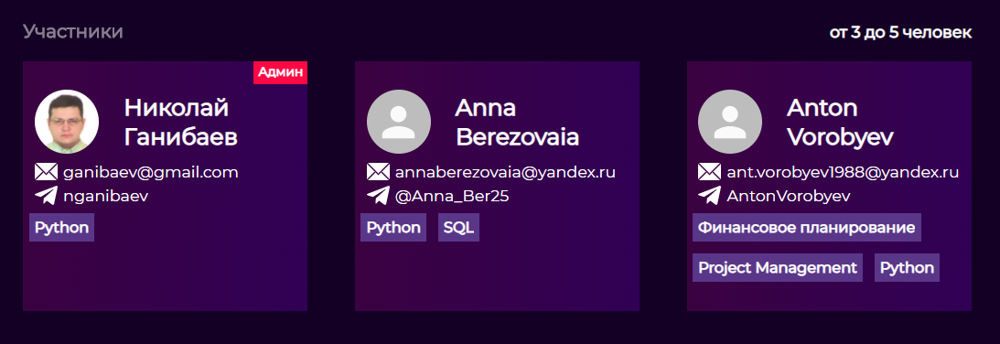 Участники
от 3 до 5 человек
Админ
Николай
Ганибаев
ganibaev@gmail.com
nganibaev
Python
Anna
Berezovaia
annaberezovaia@yandex.ru
@Anna_Ber25
Python SQL
Anton
Vorobyev
ant.vorobyev1988@yandex.ru
AntonVorobyev
Финансовое планирование
Project Management Python